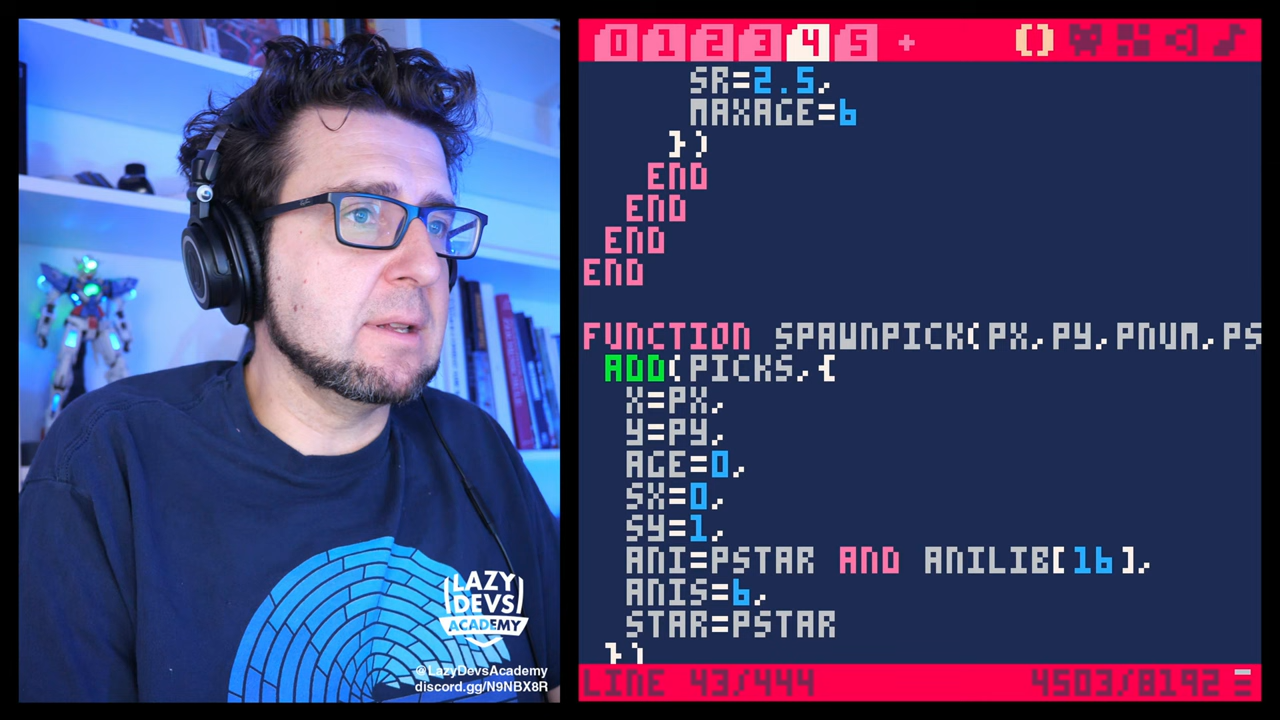 0 1 2 3 4 5 + ()
SR=2.5,
MAXAGE=6
})
END
END
END
END
FUNCTION SPAWNPICK(PX,PY,PNUM,PS
ADD(PICKS,{
X=PX,
Y=PY,
AGE=0,
SX=0,
SY=1,
ANI=PSTAR AND ANILIB[16],
ANIS=6,
STAR=PSTAR
})
LINE 43/444 4503/8192
LAZY
DEVS
ACADEMY
@LazyDevsAcademy
discord.gg/N9NBX8R